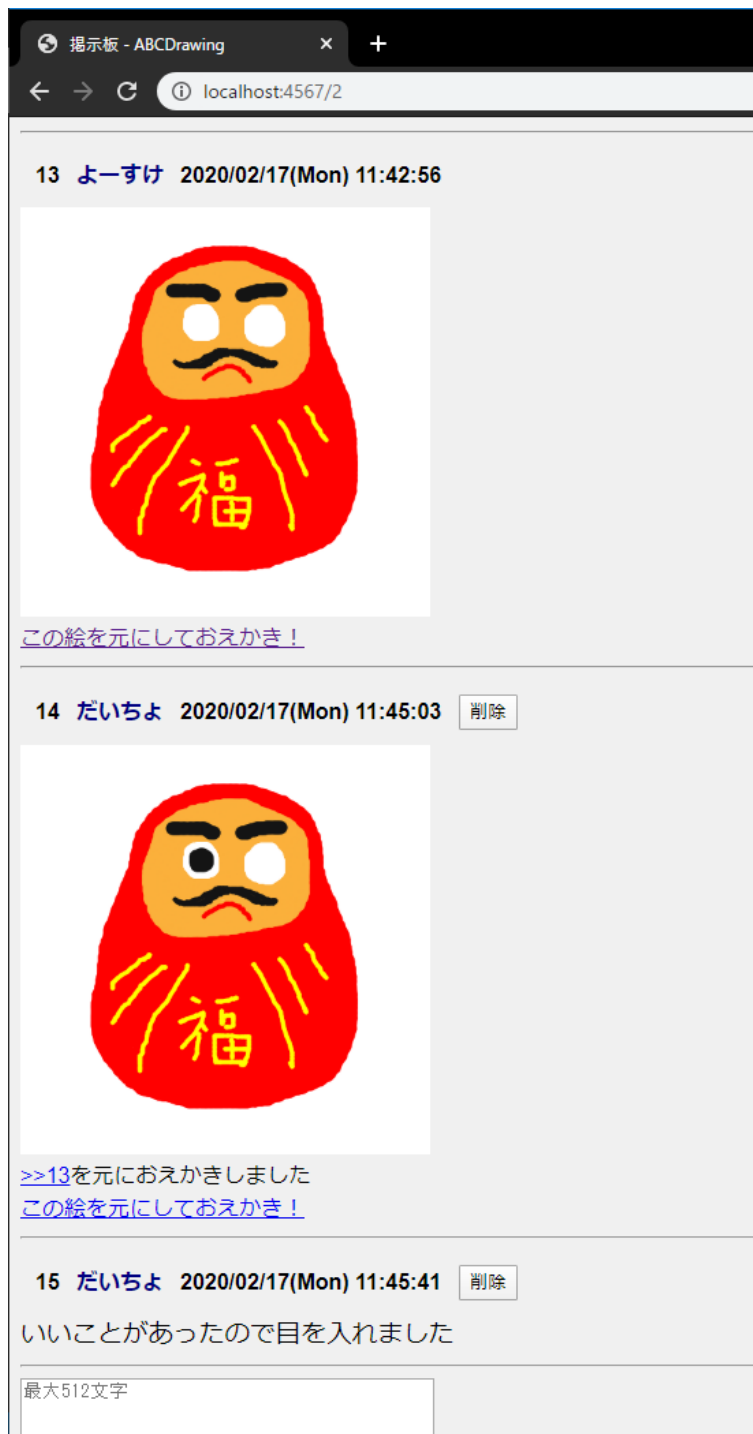 掲示板 - ABCDrawing
localhost:4567/2
13 よーすけ 2020/02/17(Mon) 11:42:56
福
この絵を元にしておえかき！
14 だいちょ 2020/02/17(Mon) 11:45:03 削除
福
>>13を元におえかきしました
この絵を元にしておえかき！
15 だいちょ 2020/02/17(Mon) 11:45:41 削除
いいことがあったので目を入れました
最大512文字